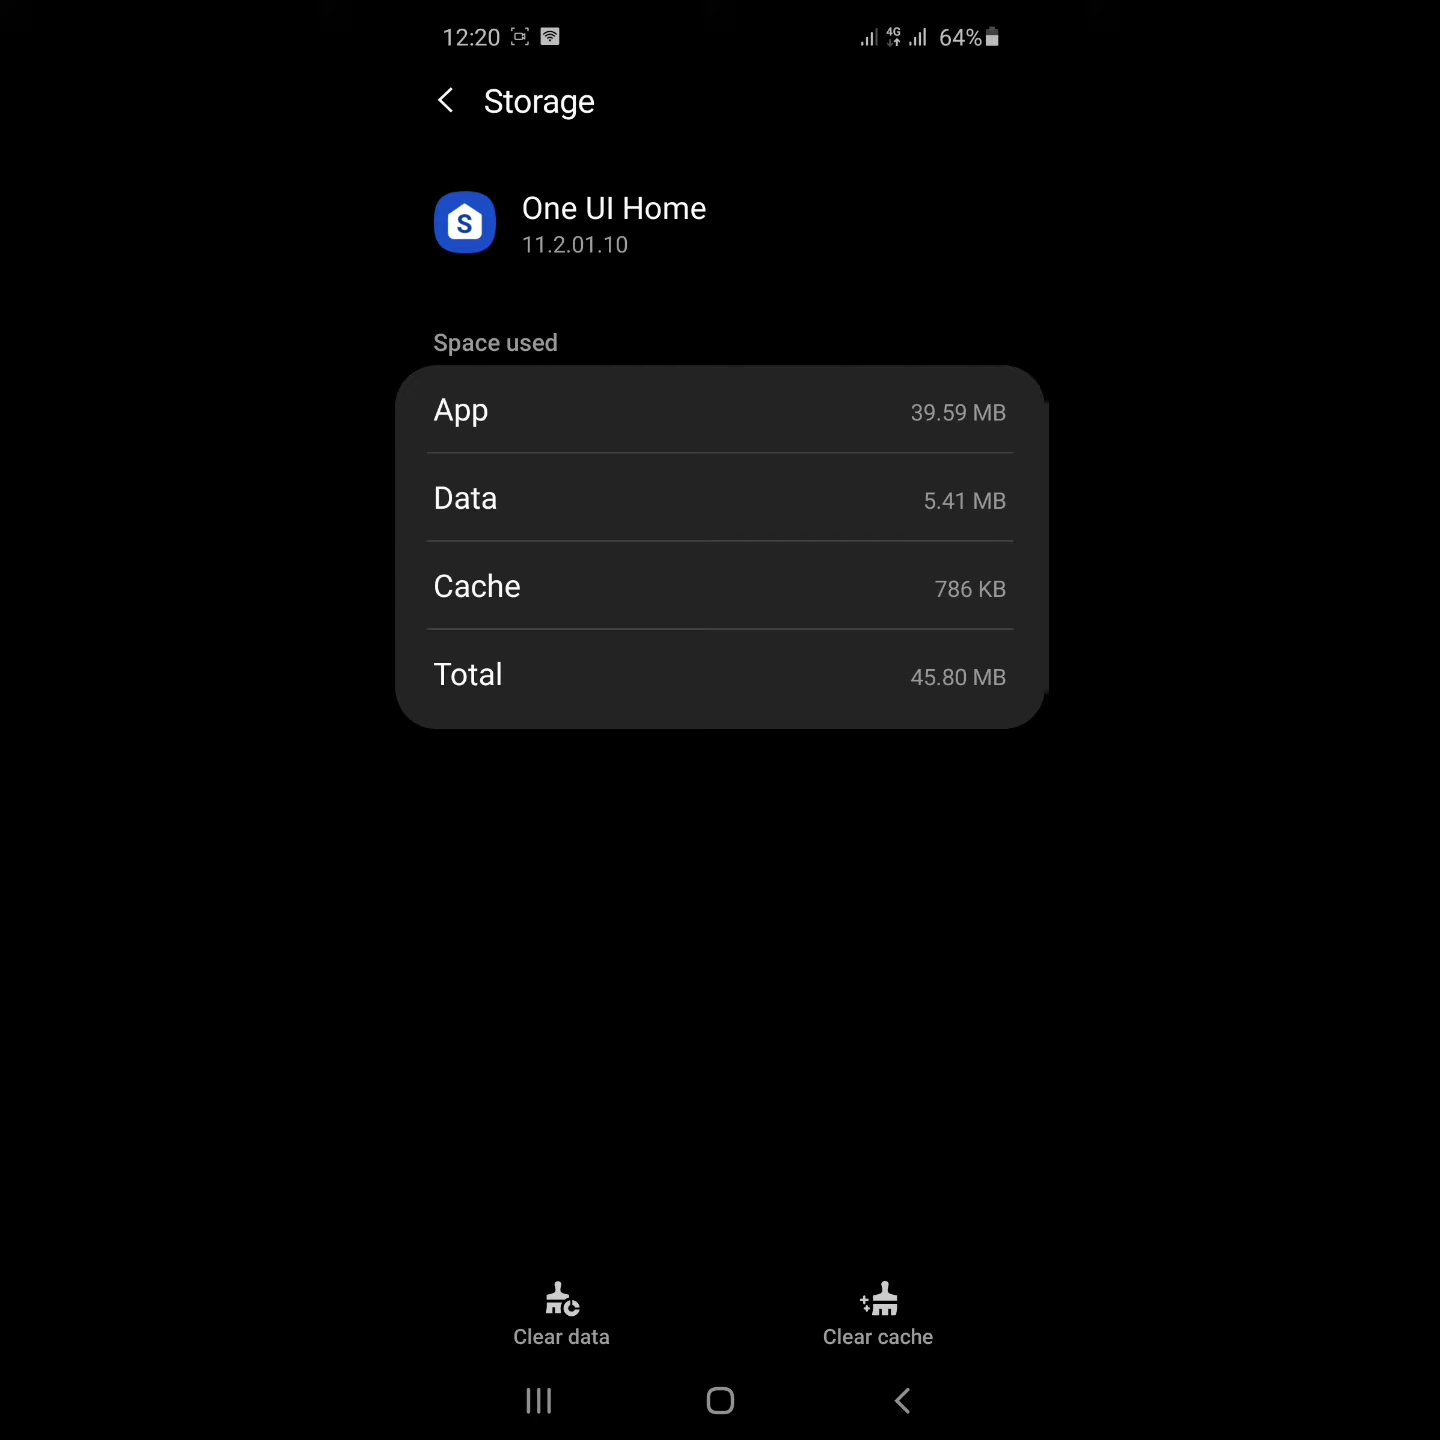 12:20 4G 64%
Storage
S
One UI Home
11.2.01.10
Space used
App 39.59 MB
Data 5.41 MB
Cache 786 KB
Total 45.80 MB
Clear data Clear cache